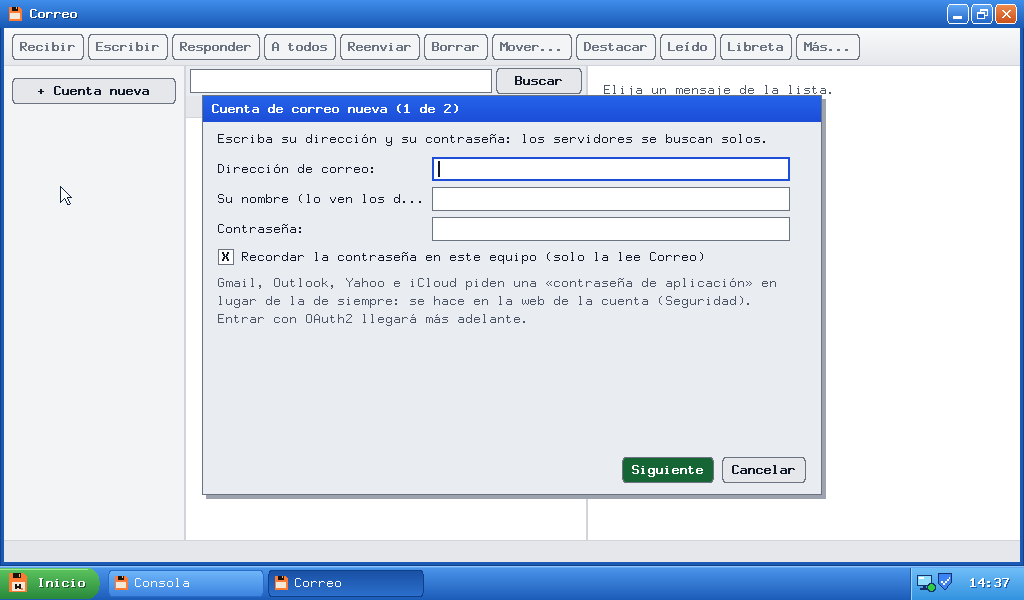 Correo
Recibir Escribir Responder A todos Reenviar Borrar Mover... Destacar Leído Libreta Más...
+ Cuenta nueva
Buscar
Elija un mensaje de la lista.
Cuenta de correo nueva (1 de 2)
Escriba su dirección y su contraseña: los servidores se buscan solos.
Dirección de correo:
Su nombre (lo ven los d...
Contraseña:
X Recordar la contraseña en este equipo (solo la lee Correo)
Gmail, Outlook, Yahoo e iCloud piden una «contraseña de aplicación» en
lugar de la de siempre: se hace en la web de la cuenta (Seguridad).
Entrar con OAuth2 llegará más adelante.
Siguiente Cancelar
Inicio Consola Correo 14:37